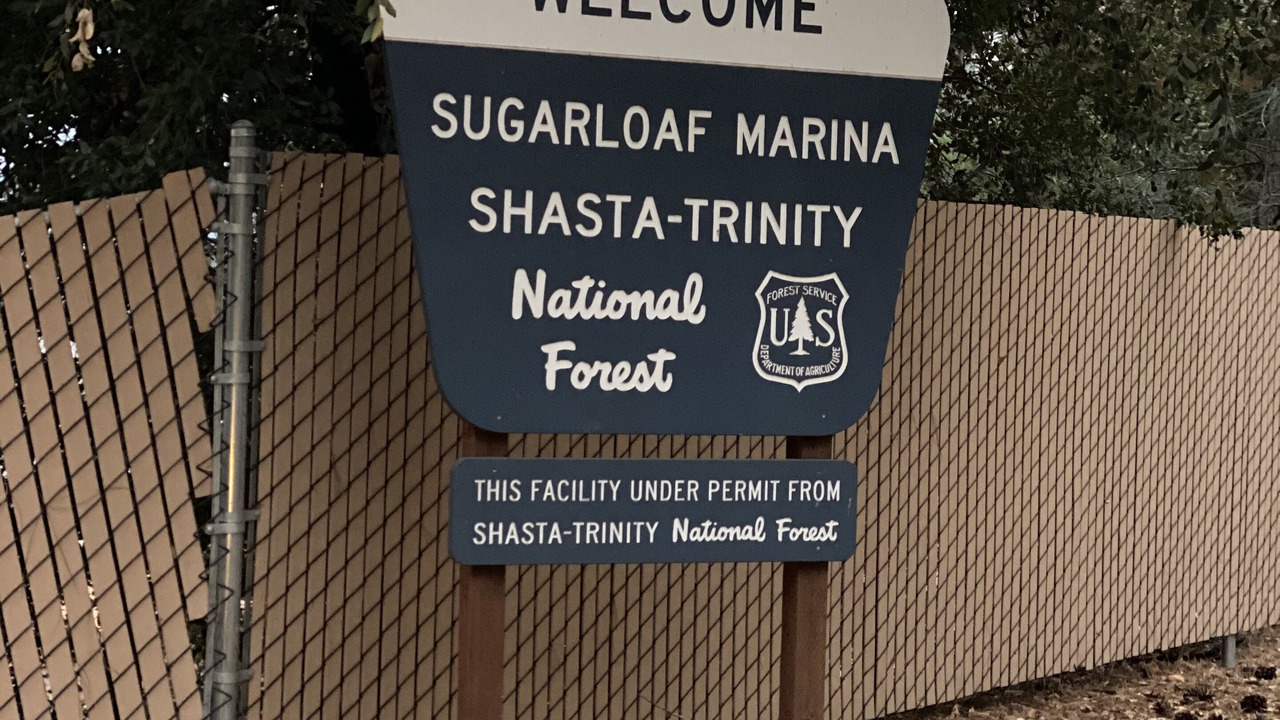 WELCOME
SUGARLOAF MARINA
SHASTA-TRINITY
National
Forest
FOREST SERVICE
US
DEPARTMENT OF AGRICULTURE
THIS FACILITY UNDER PERMIT FROM
SHASTA-TRINITY National Forest